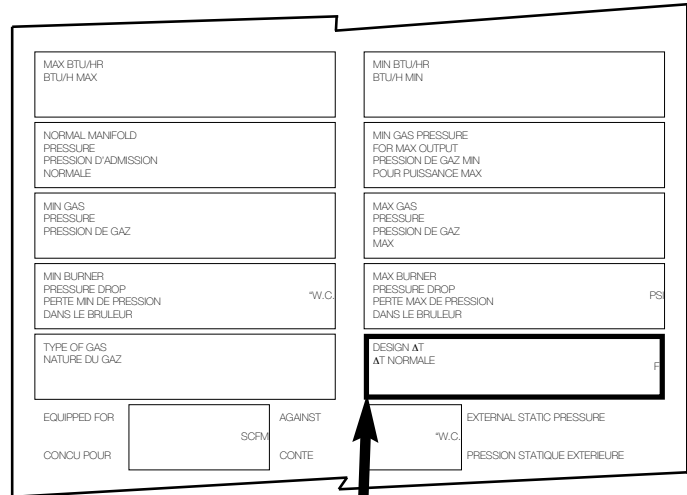 MAX BTU/HR
BTU/H MAX
MIN BTU/HR
BTU/H MIN
NORMAL MANIFOLD
PRESSURE
PRESSION D'ADMISSION
NORMALE
MIN GAS PRESSURE
FOR MAX OUTPUT
PRESSION DE GAZ MIN
POUR PUISSANCE MAX
MIN GAS
PRESSURE
PRESSION DE GAZ
MAX GAS
PRESSURE
PRESSION DE GAZ
MAX
MIN BURNER
PRESSURE DROP
PERTE MIN DE PRESSION
DANS LE BRULEUR
"W.C.
MAX BURNER
PRESSURE DROP
PERTE MAX DE PRESSION
DANS LE BRULEUR
PSI
TYPE OF GAS
NATURE DU GAZ
DESIGN ΔT
ΔT NORMALE
F
EQUIPPED FOR
CONCU POUR
SCFM
AGAINST
CONTE
"W.C.
EXTERNAL STATIC PRESSURE
PRESSION STATIQUE EXTERIEURE